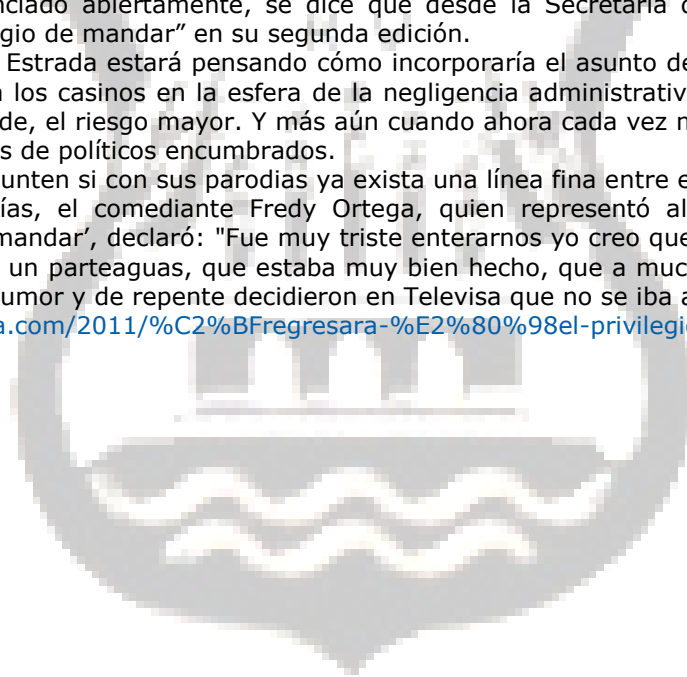 nciado abiertamente, se dice que desde la Secretaría
gio de mandar” en su segunda edición.
Estrada estará pensando cómo incorporaría el asunto de
los casinos en la esfera de la negligencia administrativ
de, el riesgo mayor. Y más aún cuando ahora cada vez
s de políticos encumbrados.
unten si con sus parodias ya exista una línea fina entre
ías, el comediante Fredy Ortega, quien representó al
mandar’, declaró: "Fue muy triste enterarnos yo creo que
un parteaguas, que estaba muy bien hecho, que a muc
umor y de repente decidieron en Televisa que no se iba a
a.com/2011/%C2%BFregresara-%E2%80%98el-privilegi